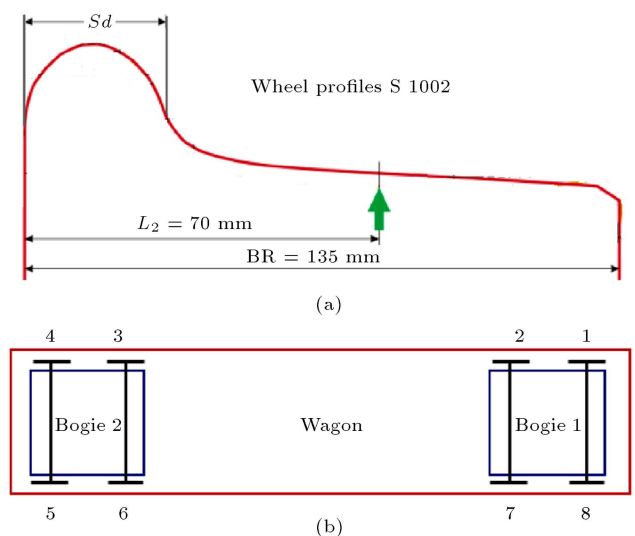 Sd
Wheel profiles S 1002
L₂ = 70 mm
BR = 135 mm
(a)
4 3 2 1
Bogie 2 Wagon Bogie 1
5 6 7 8
(b)